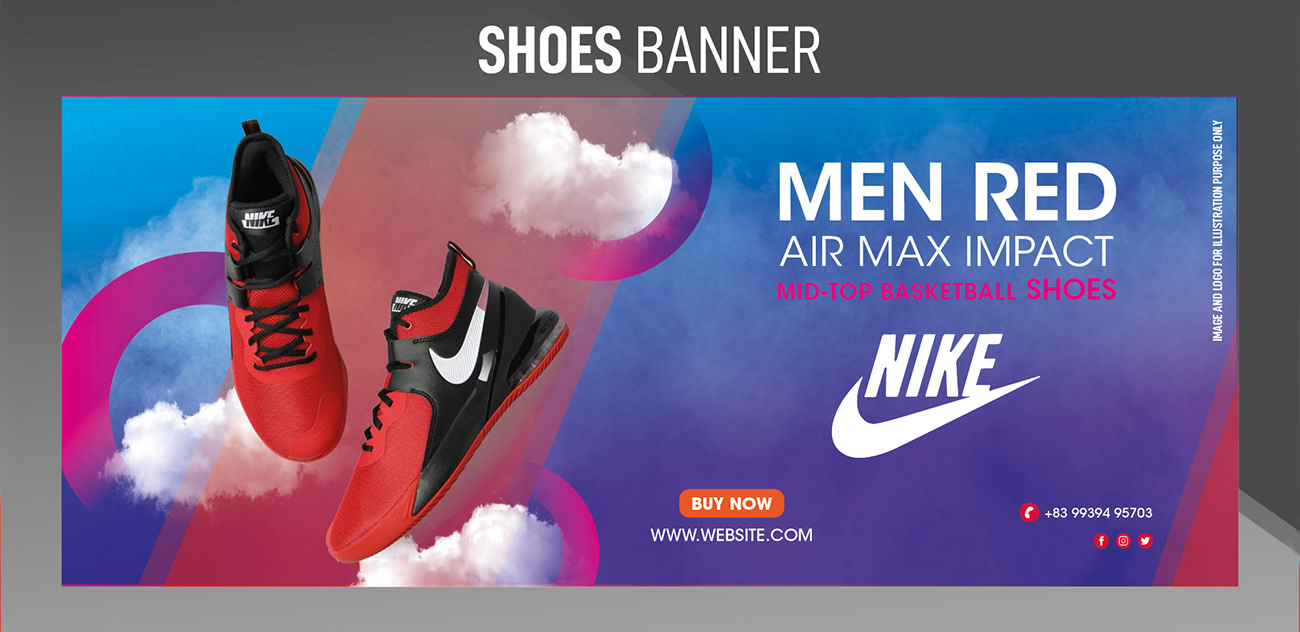 SHOES BANNER
IMAGE AND LOGO FOR ILLUSTRATION PURPOSE ONLY
MEN RED
AIR MAX IMPACT
MID-TOP BASKETBALL SHOES
NIKE
NIKE
NIKE
BUY NOW
WWW.WEBSITE.COM
+83 99394 95703